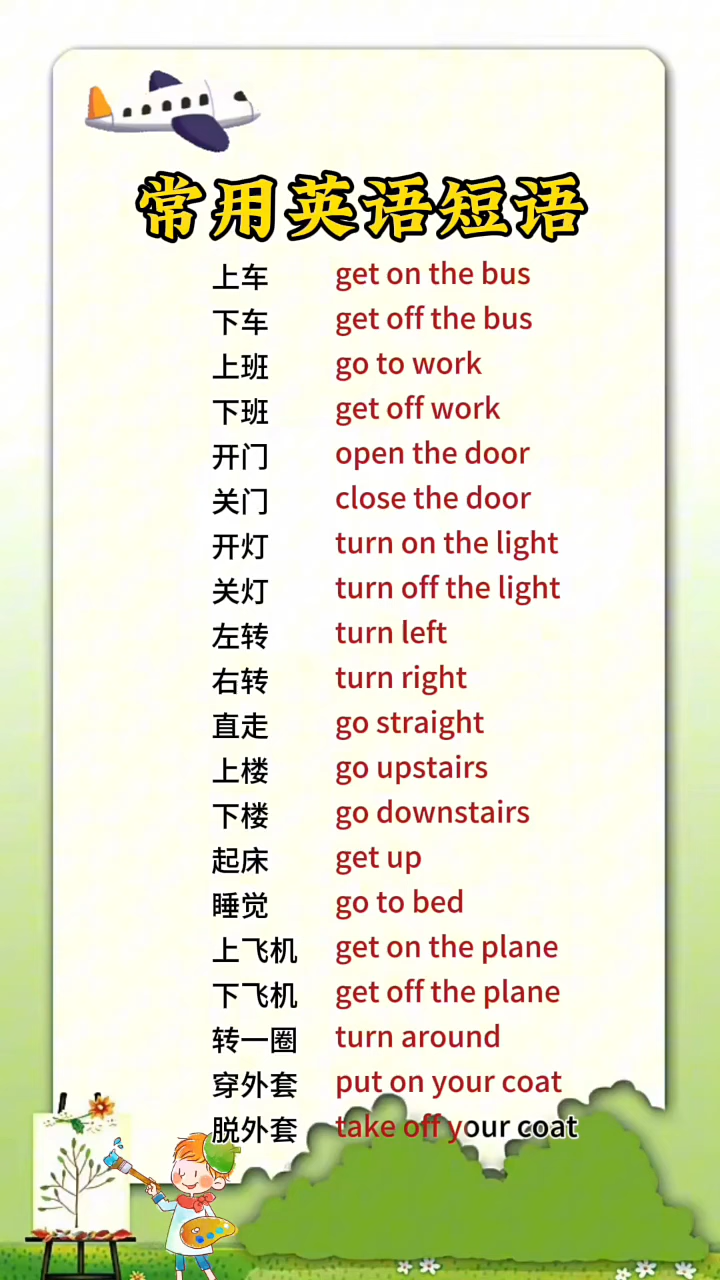 常用英语短语
上车 get on the bus
下车 get off the bus
上班 go to work
下班 get off work
开门 open the door
关门 close the door
开灯 turn on the light
关灯 turn off the light
左转 turn left
右转 turn right
直走 go straight
上楼 go upstairs
下楼 go downstairs
起床 get up
睡觉 go to bed
上飞机 get on the plane
下飞机 get off the plane
转一圈 turn around
穿外套 put on your coat
脱外套 take off your coat